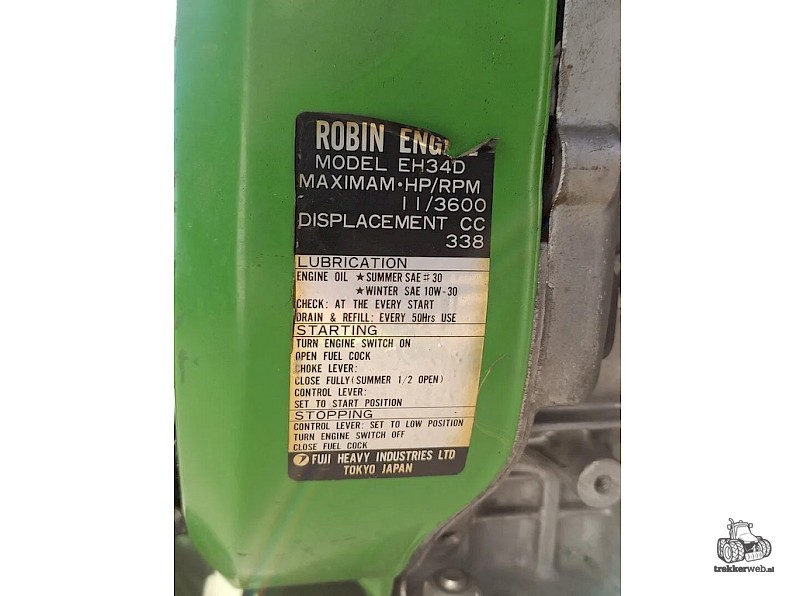 ROBIN ENGINE
MODEL EH34D
MAXIMAM·HP/RPM
11/3600
DISPLACEMENT CC
338
LUBRICATION
ENGINE OIL ★SUMMER SAE#30
★WINTER SAE 10W-30
CHECK: AT THE EVERY START
DRAIN & REFILL: EVERY 50Hrs USE
STARTING
TURN ENGINE SWITCH ON
OPEN FUEL COCK
CHOKE LEVER:
CLOSE FULLY(SUMMER 1/2 OPEN)
CONTROL LEVER:
SET TO START POSITION
STOPPING
CONTROL LEVER: SET TO LOW POSITION
TURN ENGINE SWITCH OFF
CLOSE FUEL COCK
FUJI HEAVY INDUSTRIES LTD
TOKYO JAPAN
trekkerweb.nl